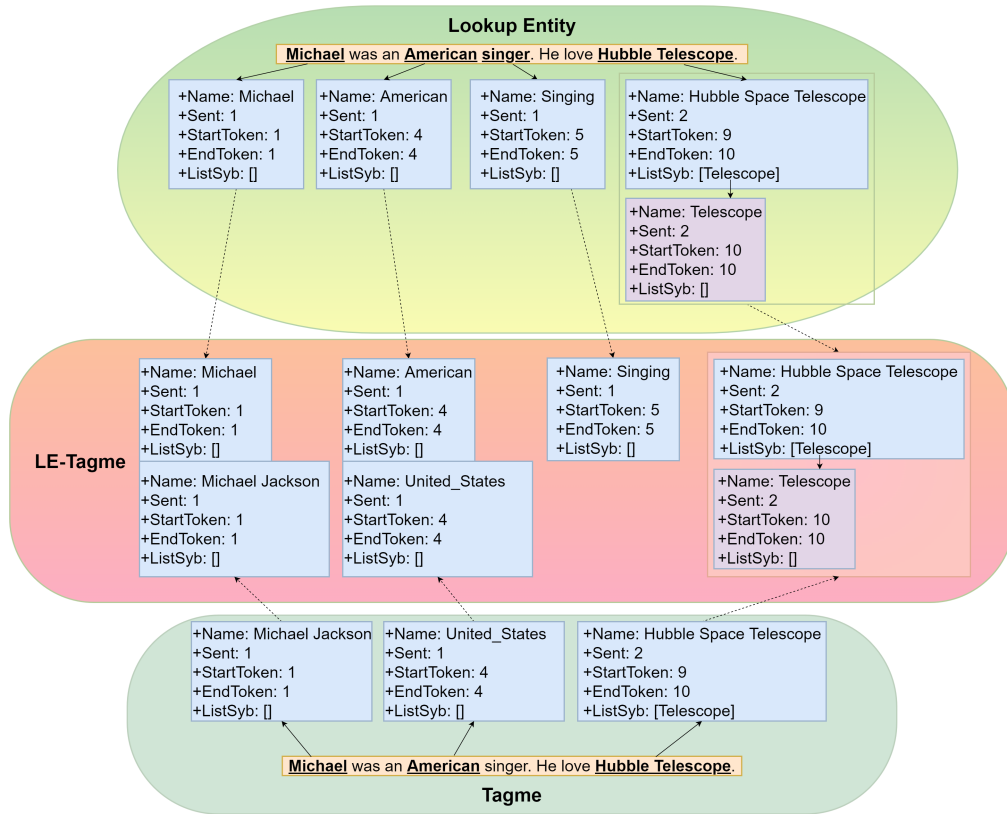 Lookup Entity
Michael was an American singer. He love Hubble Telescope.
+Name: Michael
+Sent: 1
+StartToken: 1
+EndToken: 1
+ListSyb: []
+Name: American
+Sent: 1
+StartToken: 4
+EndToken: 4
+ListSyb: []
+Name: Singing
+Sent: 1
+StartToken: 5
+EndToken: 5
+ListSyb: []
+Name: Hubble Space Telescope
+Sent: 2
+StartToken: 9
+EndToken: 10
+ListSyb: [Telescope]
+Name: Telescope
+Sent: 2
+StartToken: 10
+EndToken: 10
+ListSyb: []
LE-Tagme
+Name: Michael
+Sent: 1
+StartToken: 1
+EndToken: 1
+ListSyb: []
+Name: Michael Jackson
+Sent: 1
+StartToken: 1
+EndToken: 1
+ListSyb: []
+Name: American
+Sent: 1
+StartToken: 4
+EndToken: 4
+ListSyb: []
+Name: United_States
+Sent: 1
+StartToken: 4
+EndToken: 4
+ListSyb: []
+Name: Singing
+Sent: 1
+StartToken: 5
+EndToken: 5
+ListSyb: []
+Name: Hubble Space Telescope
+Sent: 2
+StartToken: 9
+EndToken: 10
+ListSyb: [Telescope]
+Name: Telescope
+Sent: 2
+StartToken: 10
+EndToken: 10
+ListSyb: []
+Name: Michael Jackson
+Sent: 1
+StartToken: 1
+EndToken: 1
+ListSyb: []
+Name: United_States
+Sent: 1
+StartToken: 4
+EndToken: 4
+ListSyb: []
+Name: Hubble Space Telescope
+Sent: 2
+StartToken: 9
+EndToken: 10
+ListSyb: [Telescope]
Michael was an American singer. He love Hubble Telescope.
Tagme